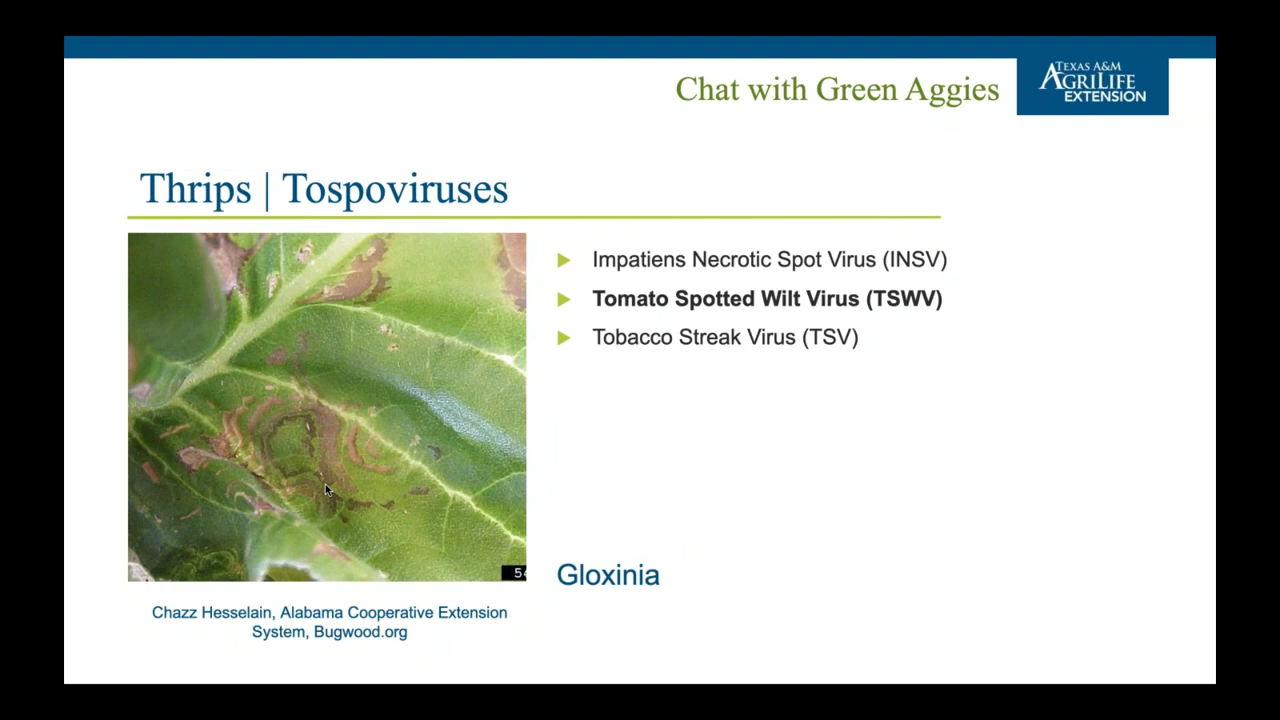 Chat with Green Aggies
TEXAS A&M
AGRILIFE
EXTENSION
Thrips | Tospoviruses
Impatiens Necrotic Spot Virus (INSV)
Tomato Spotted Wilt Virus (TSWV)
Tobacco Streak Virus (TSV)
Gloxinia
Chazz Hesselain, Alabama Cooperative Extension
System, Bugwood.org